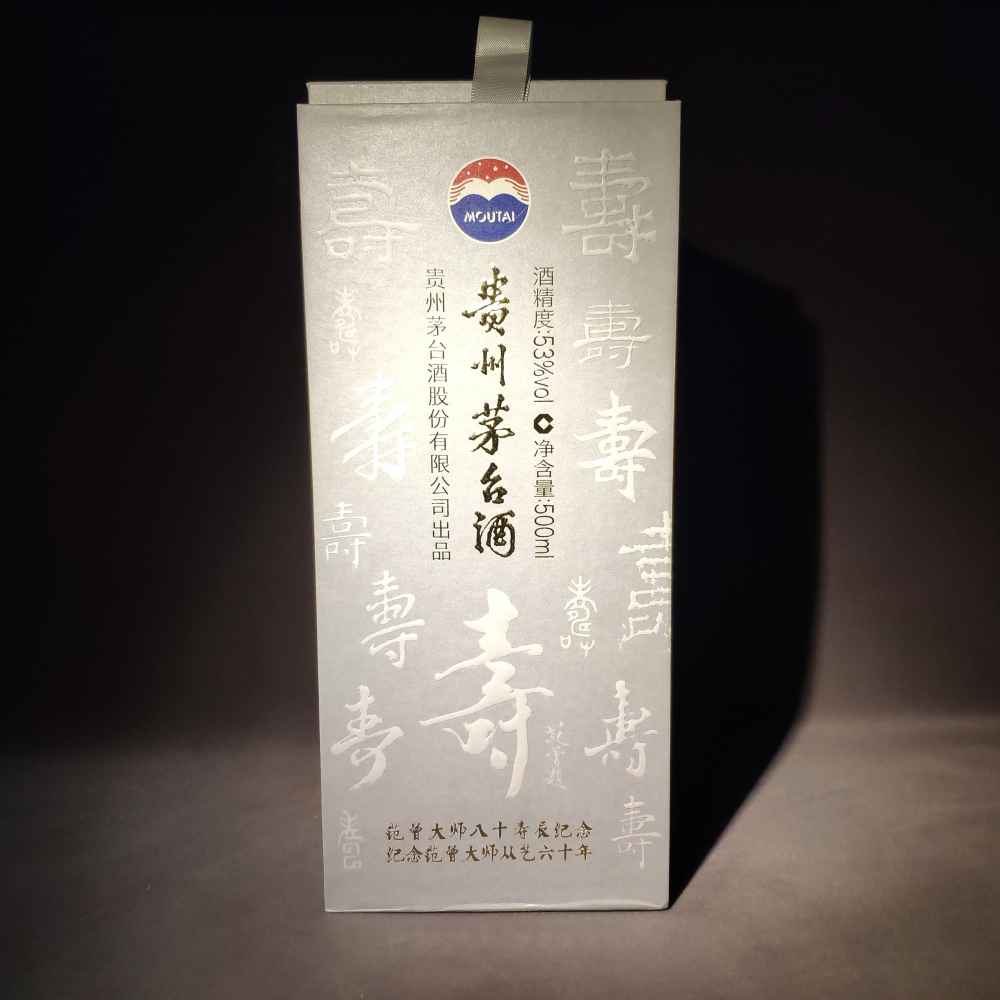 MOUTAI
酒精度:53%vol 净含量:500ml
贵州茅台酒
贵州茅台酒股份有限公司出品
壽
范曾题
范曾大师八十寿辰纪念
纪念范曾大师从艺六十年
壽
壽
壽
壽
壽
壽
壽
壽
壽
壽